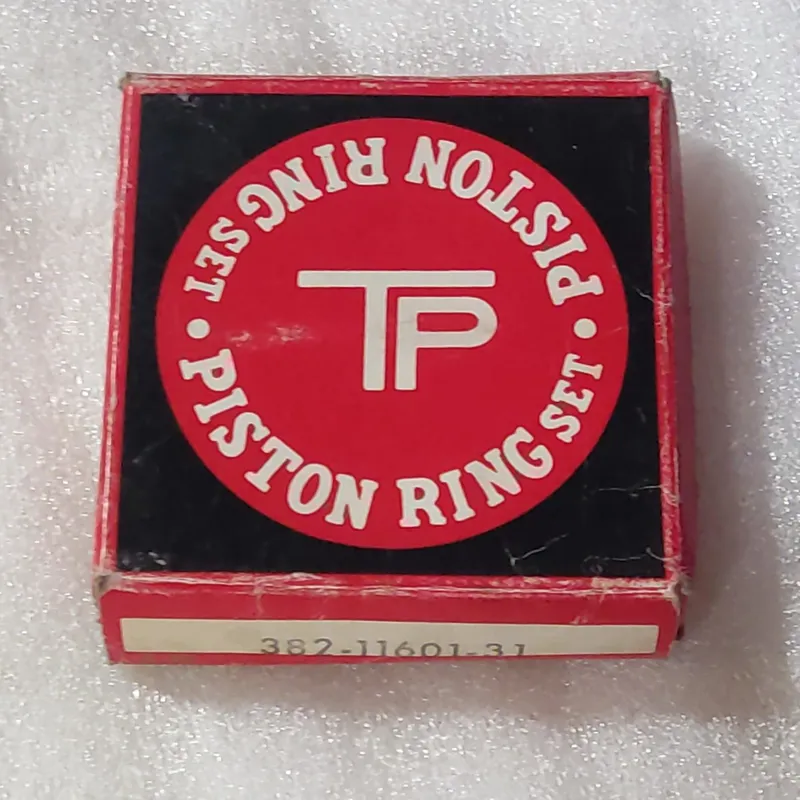 PISTON RING SET
TP
PISTON RING SET
382-11601-31